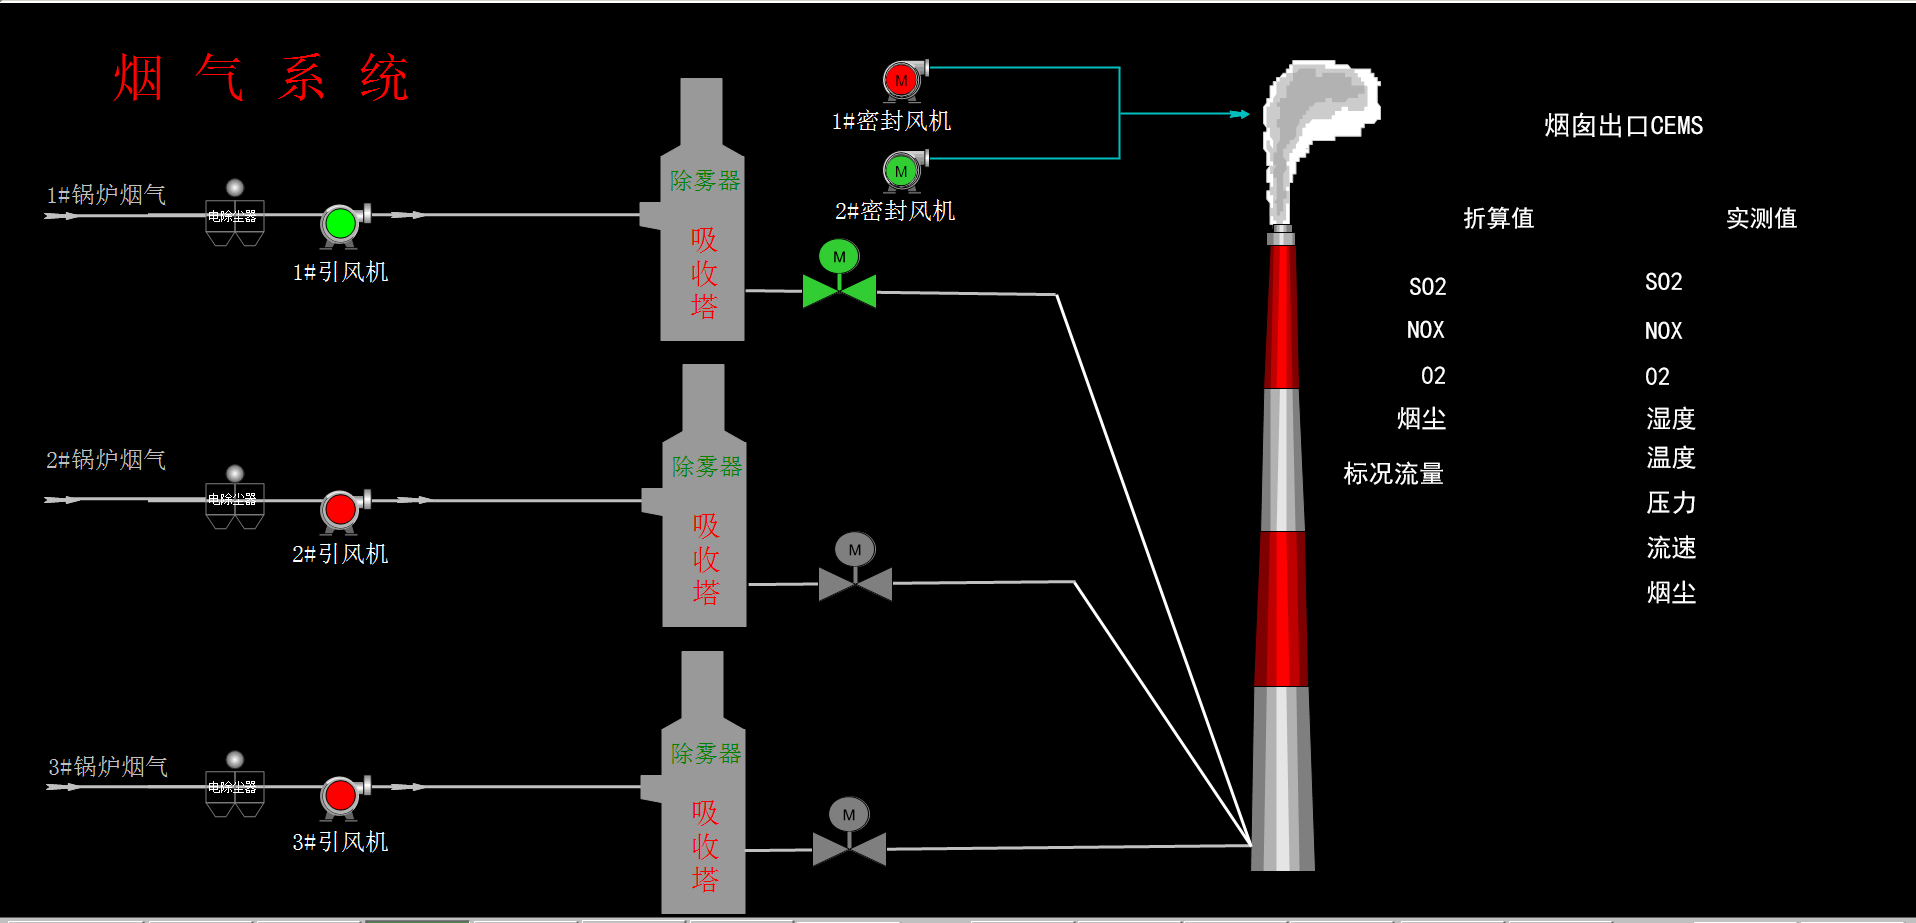 烟气系统
1#密封风机
2#密封风机
烟囱出口CEMS
折算值 实测值
1#锅炉烟气
电除尘器
1#引风机
除雾器
吸
收
塔
M
M
M
SO2 SO2
NOX NOX
O2 O2
烟尘 湿度
标况流量 温度
压力
流速
烟尘
2#锅炉烟气
电除尘器
2#引风机
除雾器
吸
收
塔
M
3#锅炉烟气
电除尘器
3#引风机
除雾器
吸
收
塔
M